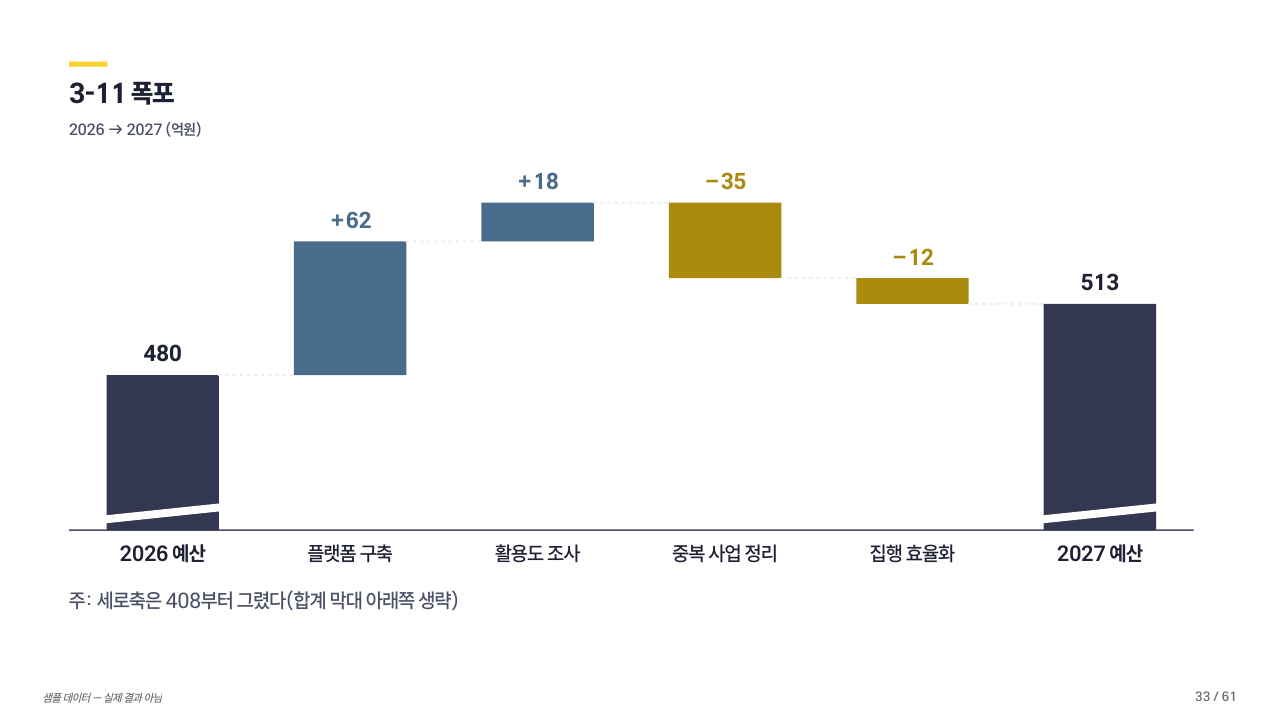 3-11 폭포
2026 → 2027 (억원)
+18
−35
+62
−12
513
480
2026 예산
플랫폼 구축
활용도 조사
중복 사업 정리
집행 효율화
2027 예산
주: 세로축은 408부터 그렸다(합계 막대 아래쪽 생략)
샘플 데이터 — 실제 결과 아님
33 / 61